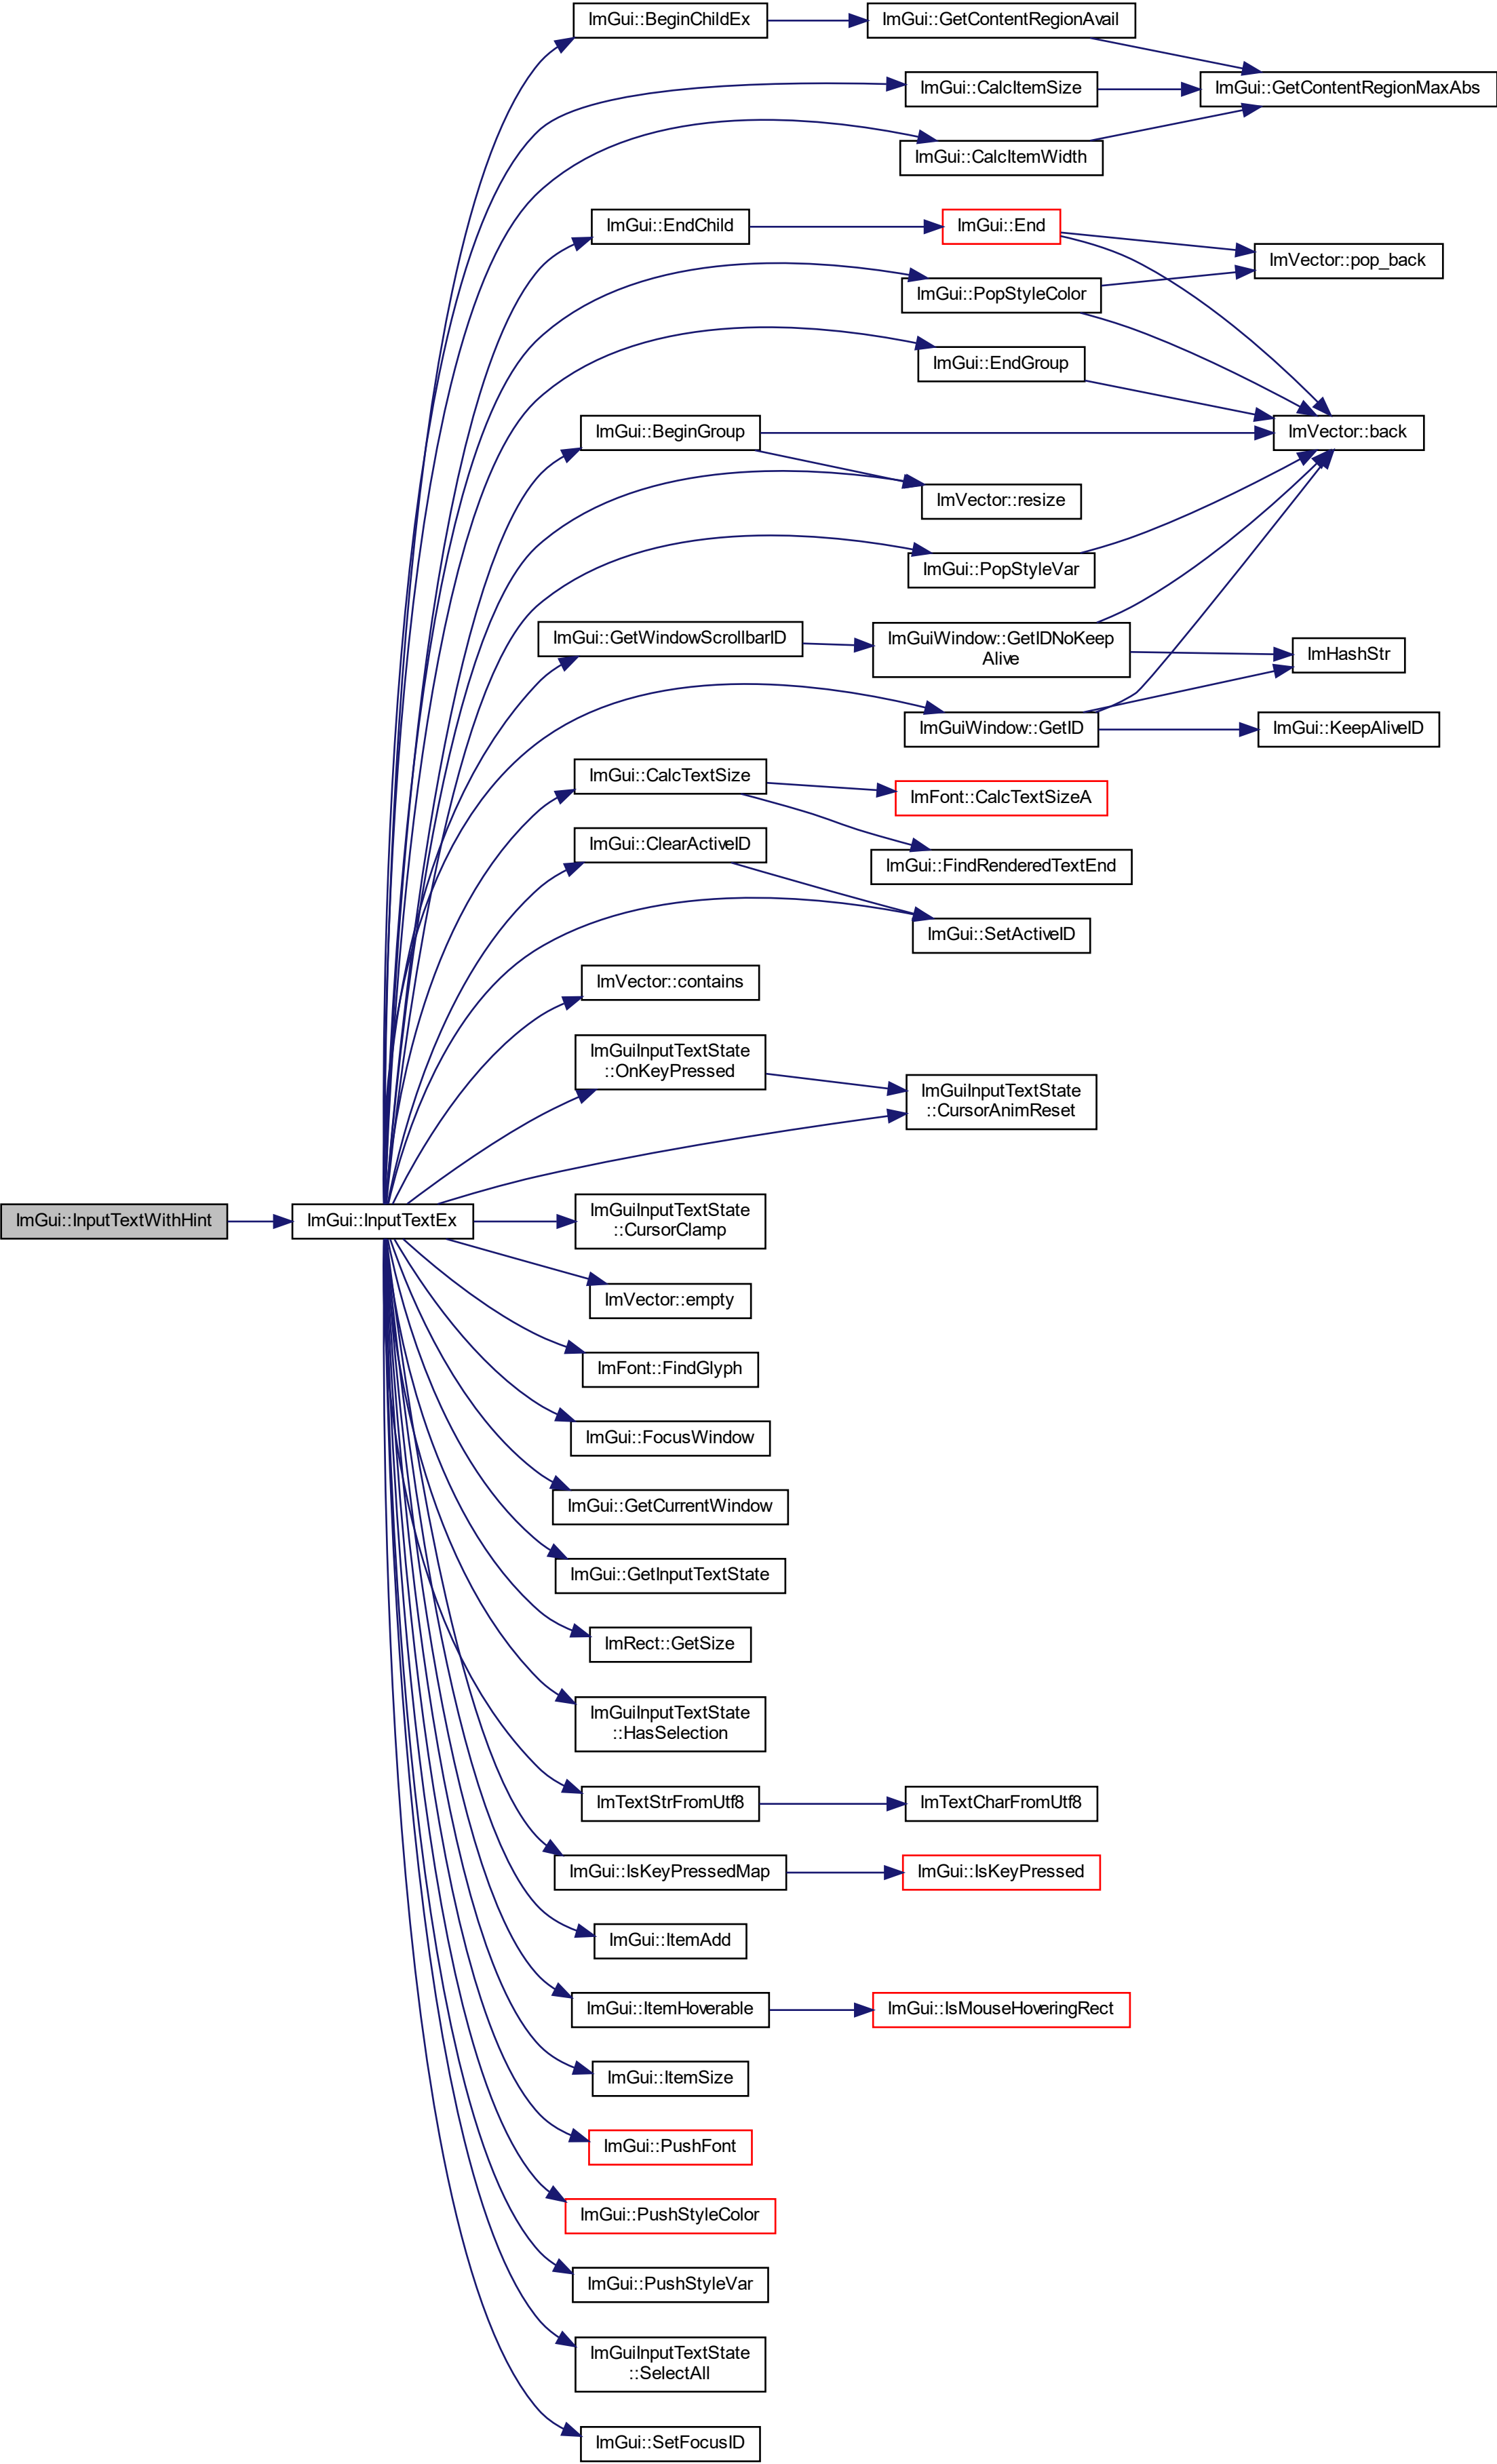 ImGui::BeginChildEx
ImGui::GetContentRegionAvail
ImGui::CalcItemSize
ImGui::GetContentRegionMaxAbs
ImGui::CalcItemWidth
ImGui::EndChild
ImGui::End
ImVector::pop_back
ImGui::PopStyleColor
ImGui::EndGroup
ImGui::BeginGroup
ImVector::back
ImVector::resize
ImGui::PopStyleVar
ImGui::GetWindowScrollbarID
ImGuiWindow::GetIDNoKeep
Alive
ImHashStr
ImGuiWindow::GetID
ImGui::KeepAliveID
ImGui::CalcTextSize
ImFont::CalcTextSizeA
ImGui::ClearActiveID
ImGui::FindRenderedTextEnd
ImGui::SetActiveID
ImVector::contains
ImGuiInputTextState
::OnKeyPressed
ImGuiInputTextState
::CursorAnimReset
ImGui::InputTextWithHint
ImGui::InputTextEx
ImGuiInputTextState
::CursorClamp
ImVector::empty
ImFont::FindGlyph
ImGui::FocusWindow
ImGui::GetCurrentWindow
ImGui::GetInputTextState
ImRect::GetSize
ImGuiInputTextState
::HasSelection
ImTextStrFromUtf8
ImTextCharFromUtf8
ImGui::IsKeyPressedMap
ImGui::IsKeyPressed
ImGui::ItemAdd
ImGui::ItemHoverable
ImGui::IsMouseHoveringRect
ImGui::ItemSize
ImGui::PushFont
ImGui::PushStyleColor
ImGui::PushStyleVar
ImGuiInputTextState
::SelectAll
ImGui::SetFocusID